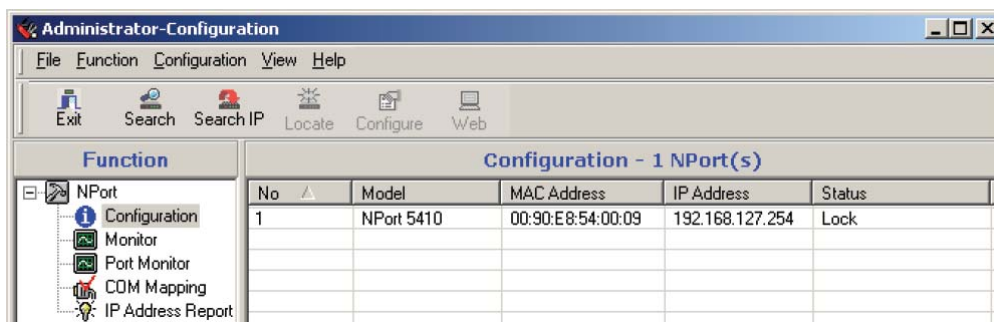 Administrator-Configuration
File Function Configuration View Help
Exit Search Search IP Locate Configure Web
Function
Configuration - 1 NPort(s)
NPort
Configuration
Monitor
Port Monitor
COM Mapping
IP Address Report
No Model MAC Address IP Address Status
1 NPort 5410 00:90:E8:54:00:09 192.168.127.254 Lock